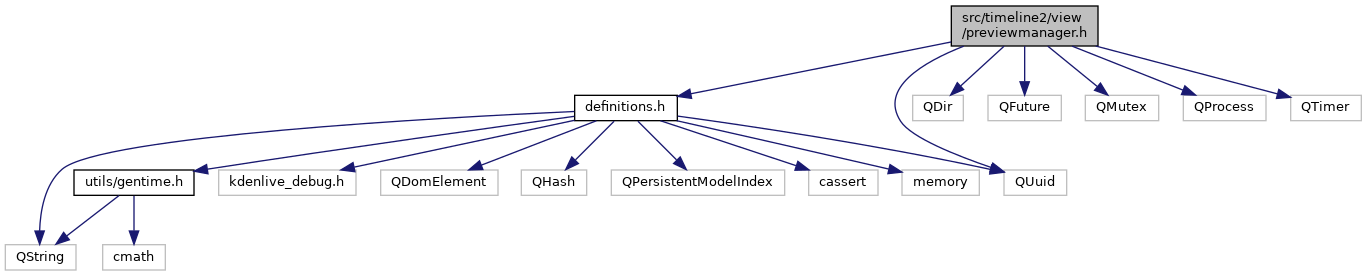 src/timeline2/view
/previewmanager.h
definitions.h
QDir
QFuture
QMutex
QProcess
QTimer
utils/gentime.h
kdenlive_debug.h
QDomElement
QHash
QPersistentModelIndex
cassert
memory
QUuid
QString
cmath